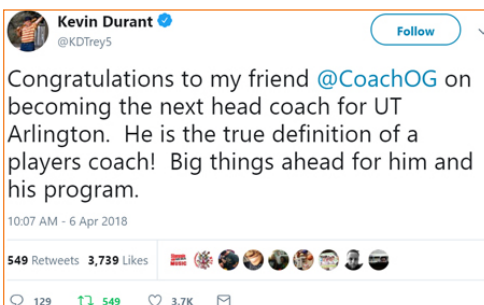 Kevin Durant
@KDTrey5
Follow
Congratulations to my friend @CoachOG on
becoming the next head coach for UT
Arlington.  He is the true definition of a
players coach!  Big things ahead for him and
his program.
10:07 AM - 6 Apr 2018
549 Retweets  3,739 Likes
129  549  3.7K